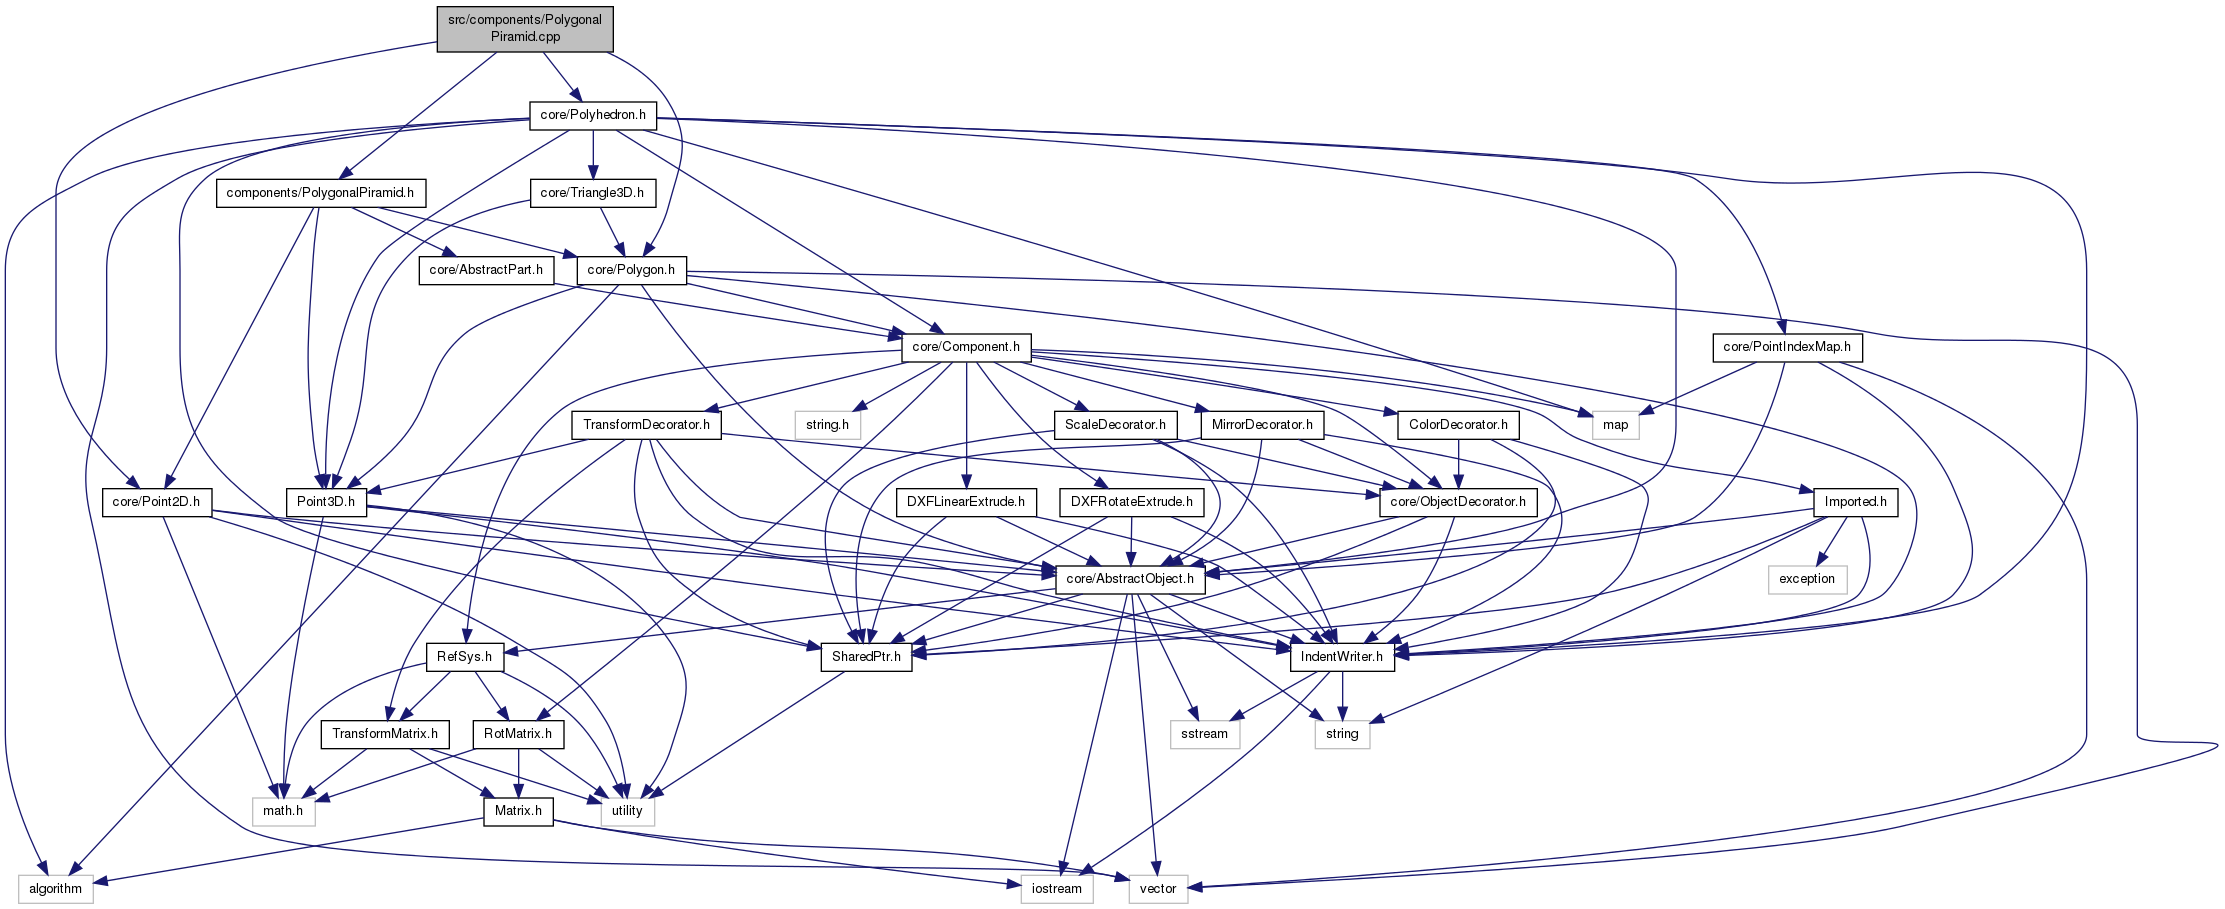 src/components/Polygonal
Piramid.cpp
core/Polyhedron.h
components/PolygonalPiramid.h
core/Triangle3D.h
core/AbstractPart.h
core/Polygon.h
core/Component.h
core/PointIndexMap.h
TransformDecorator.h
string.h
ScaleDecorator.h
MirrorDecorator.h
ColorDecorator.h
map
core/Point2D.h
Point3D.h
DXFLinearExtrude.h
DXFRotateExtrude.h
core/ObjectDecorator.h
Imported.h
core/AbstractObject.h
exception
RefSys.h
SharedPtr.h
IndentWriter.h
TransformMatrix.h
RotMatrix.h
sstream
string
math.h
Matrix.h
utility
algorithm
iostream
vector